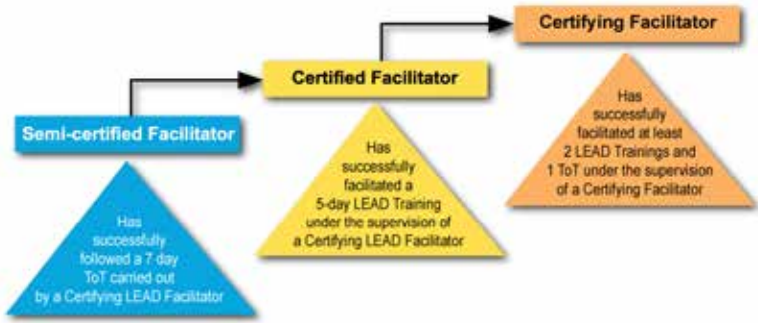 Certifying Facilitator
Certified Facilitator
Semi-certified Facilitator
Has
successfully
facilitated at least
2 LEAD Trainings and
1 ToT under the supervision
of a Certifying Facilitator
Has
successfully
facilitated a
5-day LEAD Training
under the supervision of
a Certifying LEAD Facilitator
Has
successfully
followed a 7 day
ToT carried out
by a Certifying LEAD Facilitator